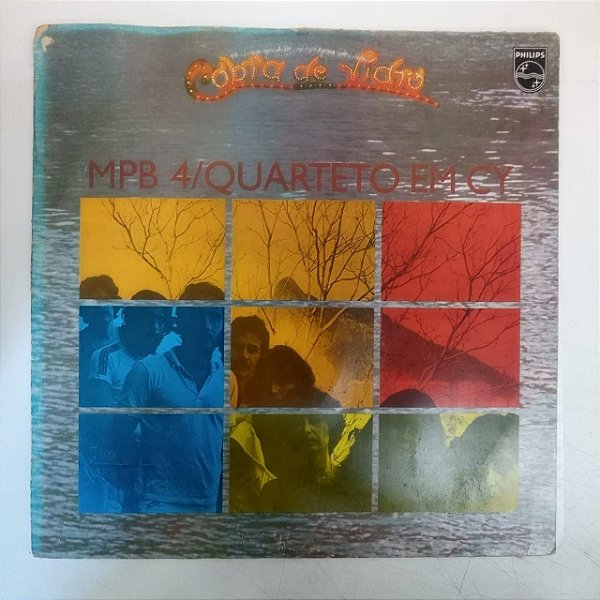 Cobra de Vidro
PHILIPS
MPB 4/QUARTETO EM CY